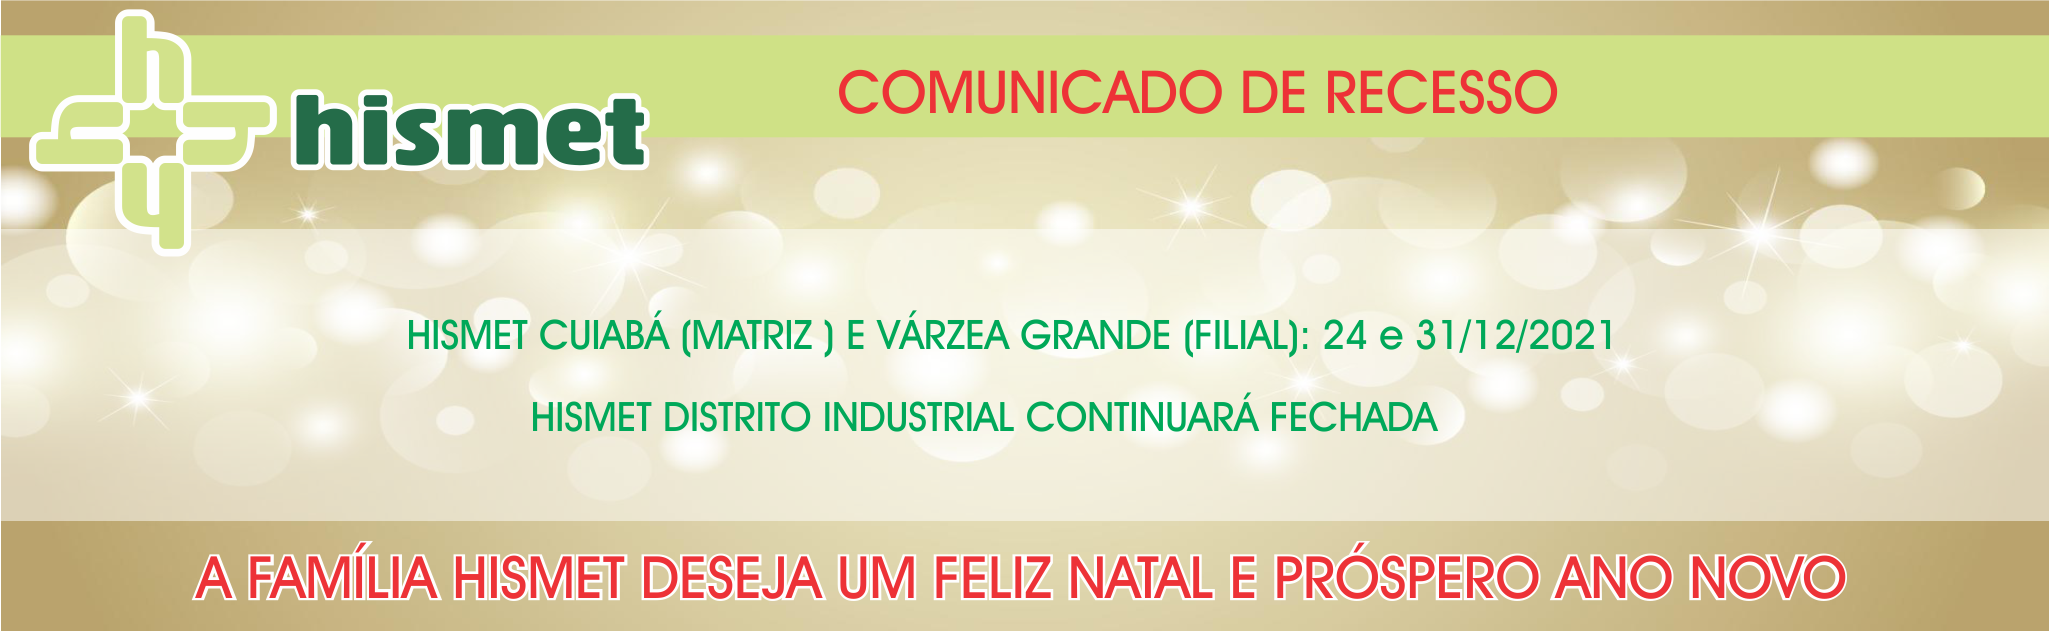 hismet
COMUNICADO DE RECESSO
HISMET CUIABÁ (MATRIZ ) E VÁRZEA GRANDE (FILIAL): 24 e 31/12/2021
HISMET DISTRITO INDUSTRIAL CONTINUARÁ FECHADA
A FAMÍLIA HISMET DESEJA UM FELIZ NATAL E PRÓSPERO ANO NOVO